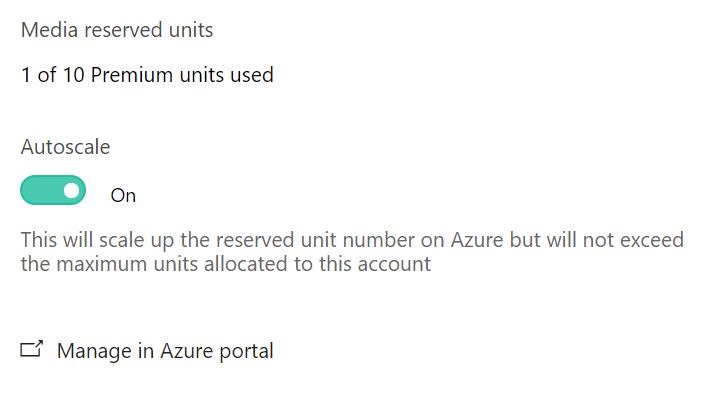 Media reserved units
1 of 10 Premium units used
Autoscale
On
This will scale up the reserved unit number on Azure but will not exceed
the maximum units allocated to this account
Manage in Azure portal